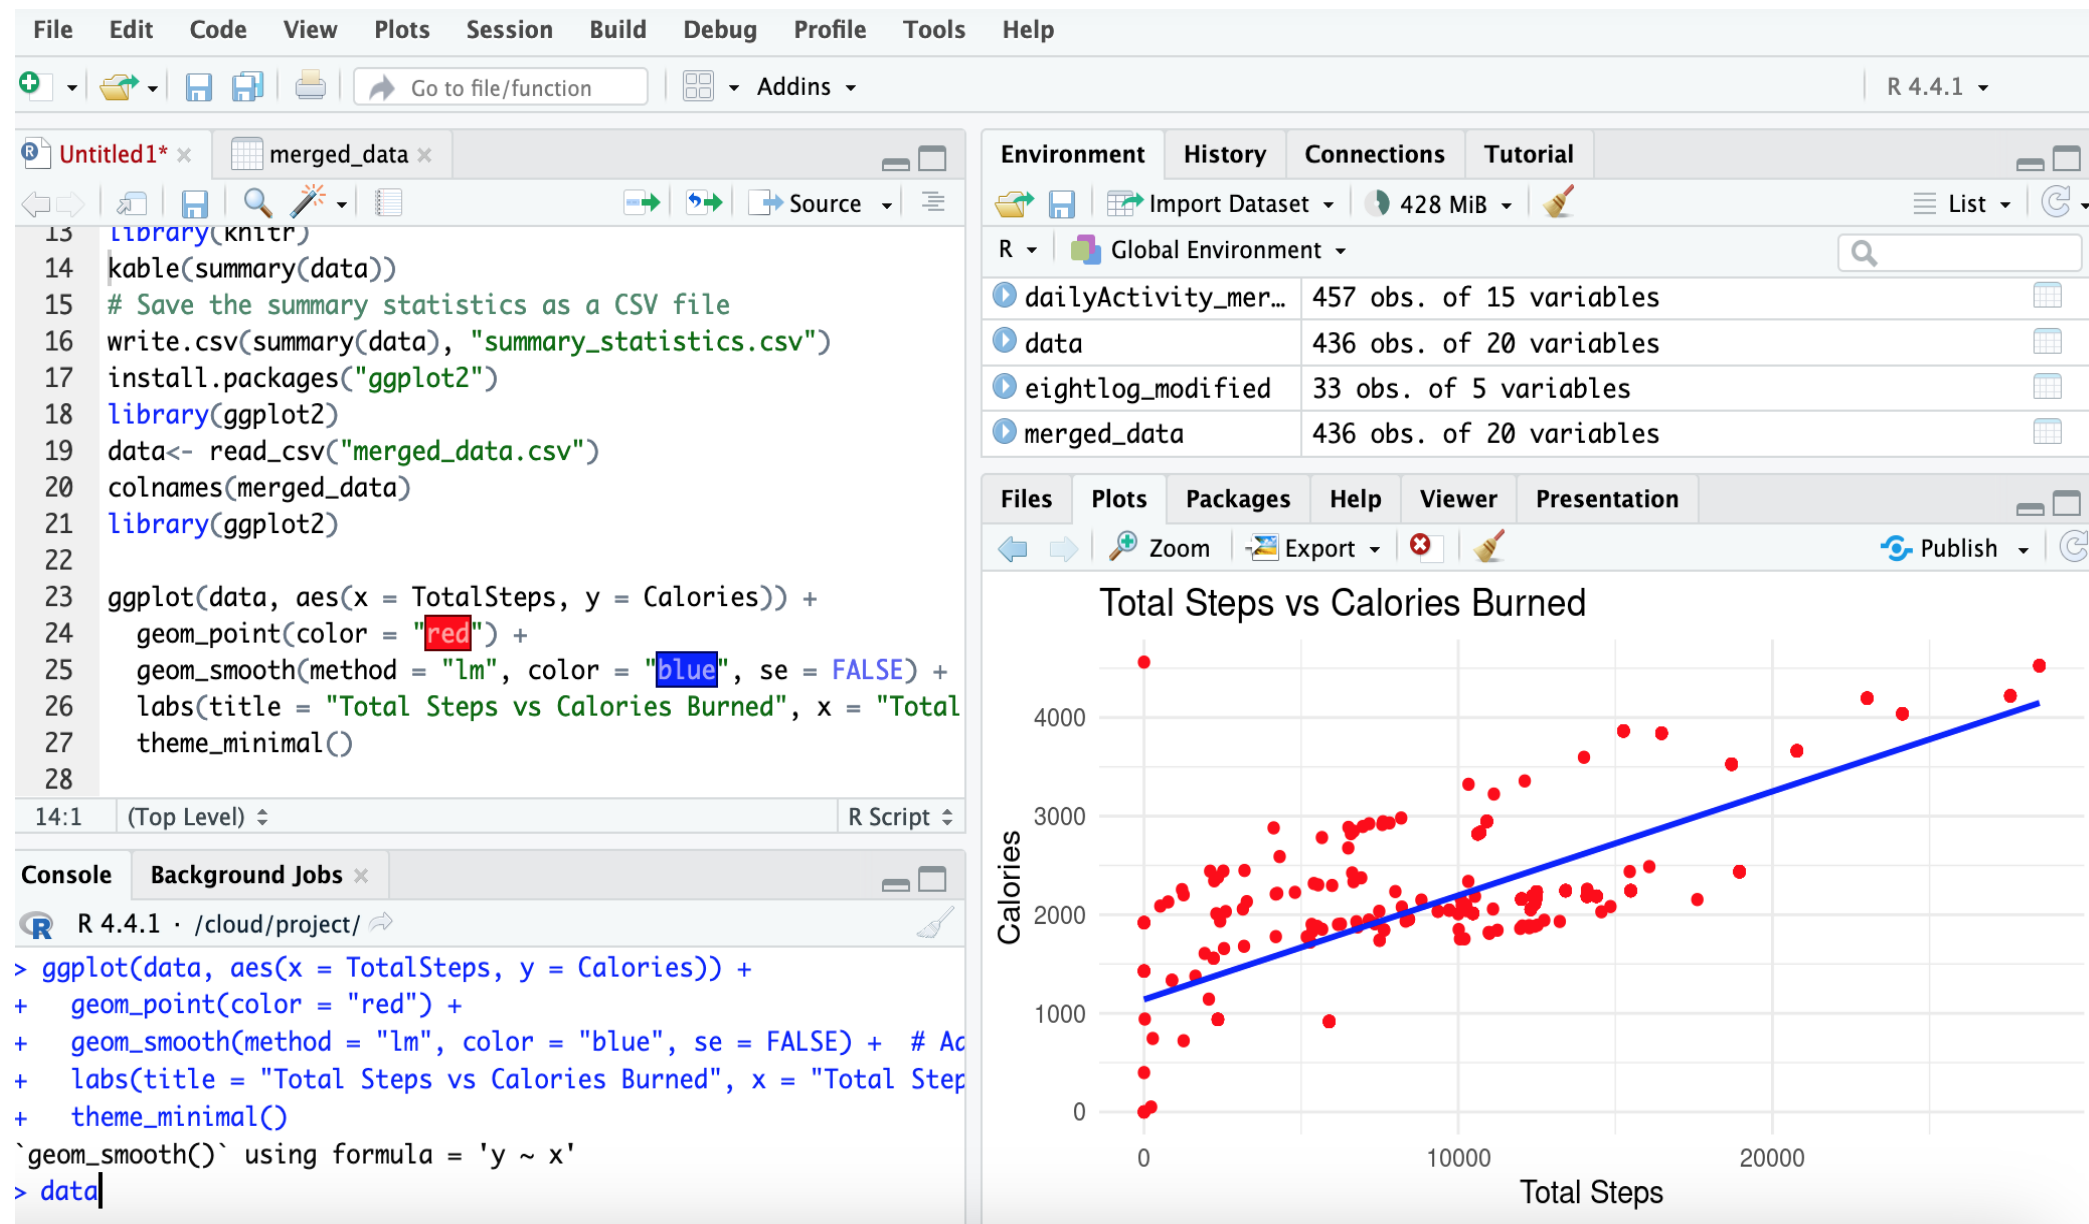 File Edit Code View Plots Session Build Debug Profile Tools Help
Go to file/function Addins R 4.4.1
Untitled1* merged_data
Source
13 library(knitr)
14 kable(summary(data))
15 # Save the summary statistics as a CSV file
16 write.csv(summary(data), "summary_statistics.csv")
17 install.packages("ggplot2")
18 library(ggplot2)
19 data<- read_csv("merged_data.csv")
20 colnames(merged_data)
21 library(ggplot2)
22
23 ggplot(data, aes(x = TotalSteps, y = Calories)) +
24 geom_point(color = "red") +
25 geom_smooth(method = "lm", color = "blue", se = FALSE) +
26 labs(title = "Total Steps vs Calories Burned", x = "Total
27 theme_minimal()
28
14:1 (Top Level) R Script
Console Background Jobs
R 4.4.1 · /cloud/project/
> ggplot(data, aes(x = TotalSteps, y = Calories)) +
+ geom_point(color = "red") +
+ geom_smooth(method = "lm", color = "blue", se = FALSE) + # Ad
+ labs(title = "Total Steps vs Calories Burned", x = "Total Step
+ theme_minimal()
`geom_smooth()` using formula = 'y ~ x'
> data
Environment History Connections Tutorial
Import Dataset 428 MiB List
R Global Environment
dailyActivity_mer… 457 obs. of 15 variables
data 436 obs. of 20 variables
eightlog_modified 33 obs. of 5 variables
merged_data 436 obs. of 20 variables
Files Plots Packages Help Viewer Presentation
Zoom Export Publish
Total Steps vs Calories Burned
Calories
4000
3000
2000
1000
0
0 10000 20000
Total Steps